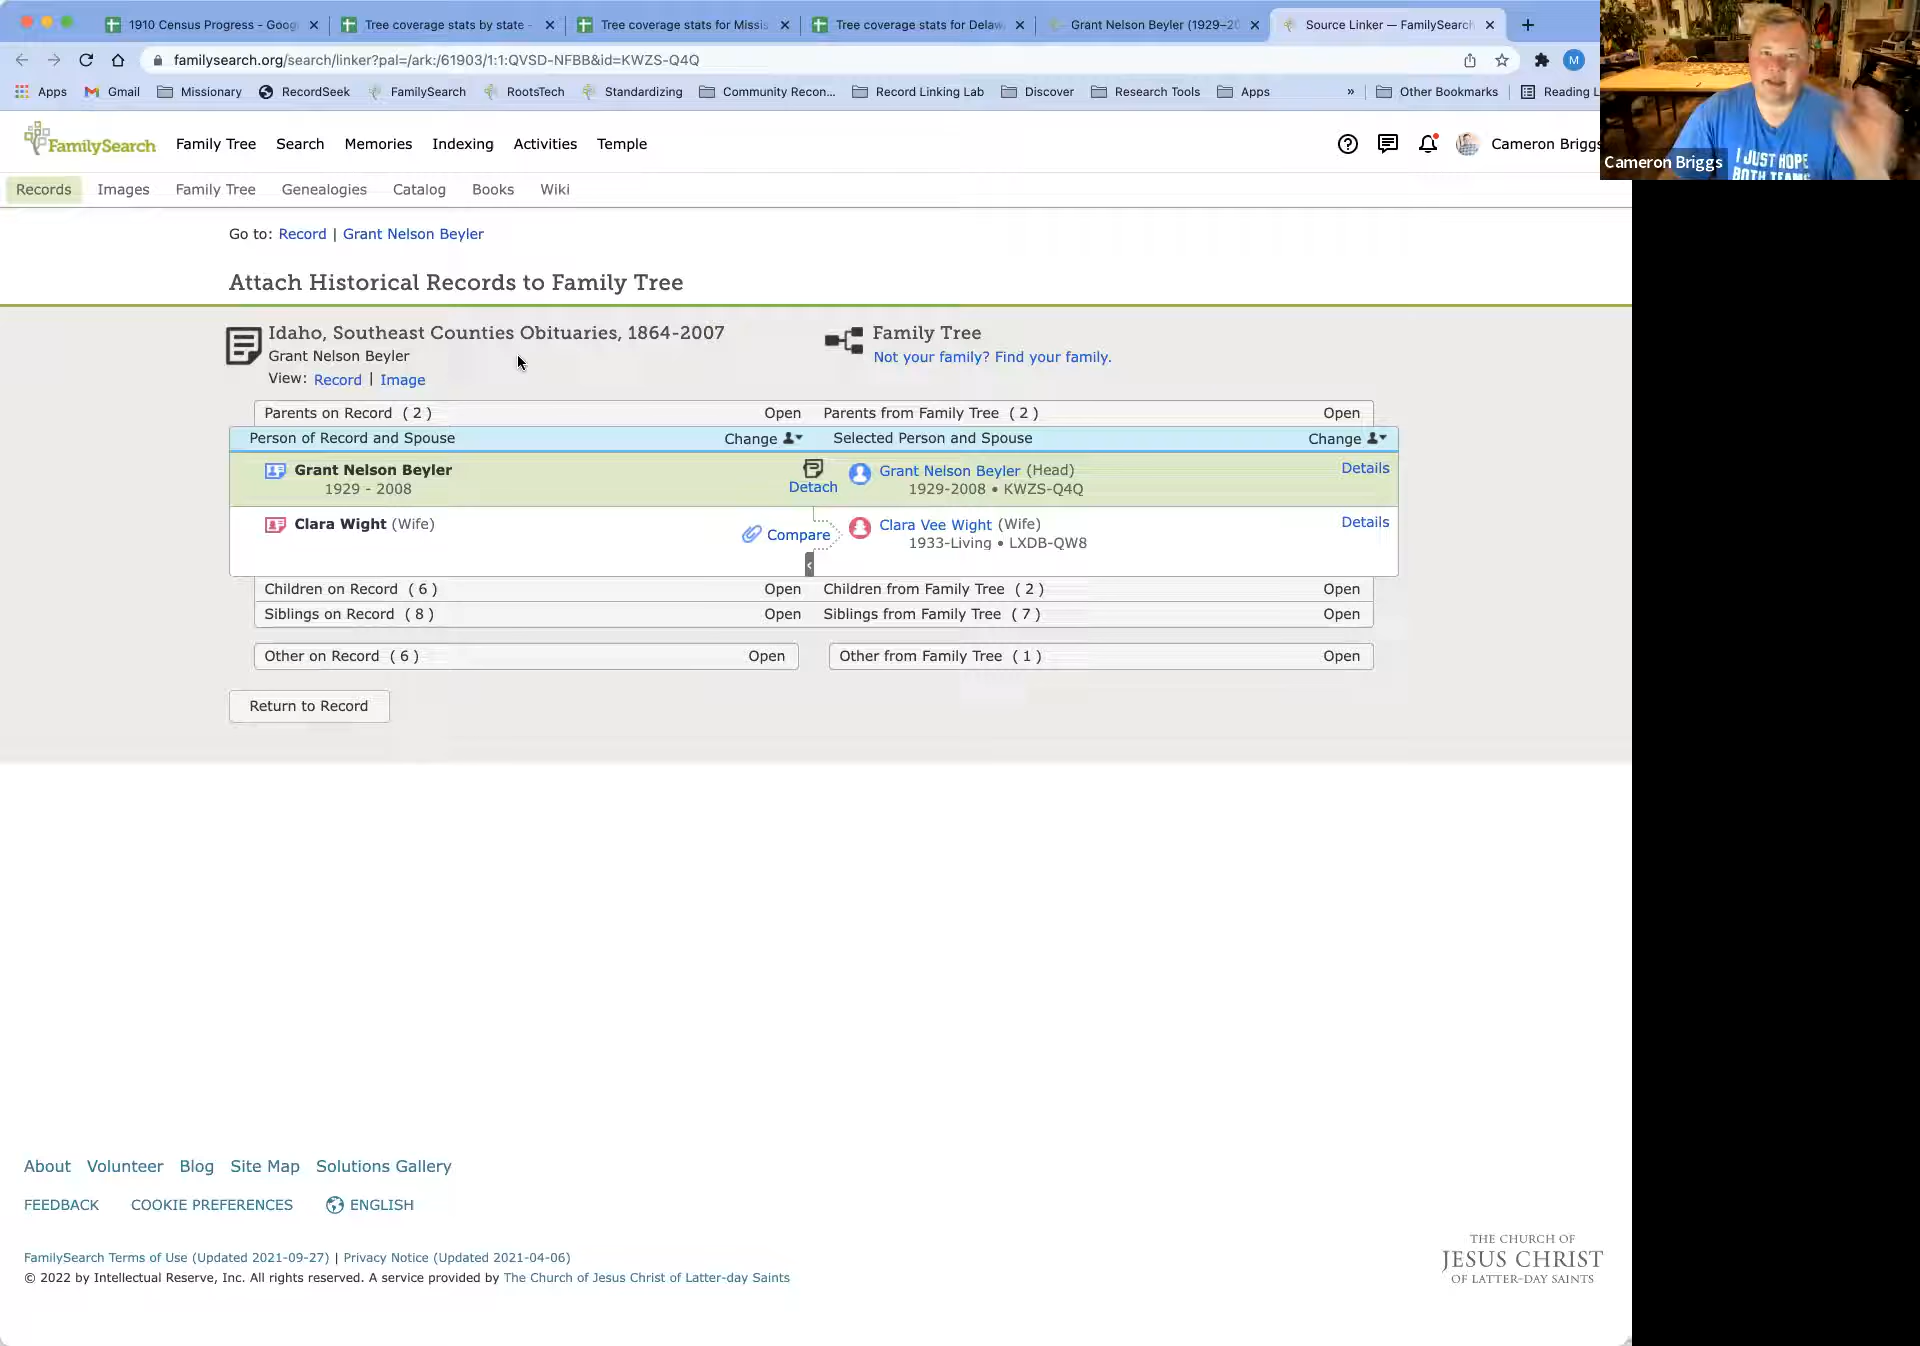 1910 Census Progress - Goog
Tree coverage stats by state -
Tree coverage stats for Missis
Tree coverage stats for Delaw
Grant Nelson Beyler (1929–20
Source Linker — FamilySearch
familysearch.org/search/linker?pal=/ark:/61903/1:1:QVSD-NFBB&id=KWZS-Q4Q
M
Apps Gmail Missionary RecordSeek FamilySearch RootsTech Standardizing Community Recon... Record Linking Lab Discover Research Tools Apps » Other Bookmarks Reading L
Cameron Briggs
I JUST HOPE
BOTH TEAMS
FamilySearch Family Tree Search Memories Indexing Activities Temple Cameron Briggs
Records Images Family Tree Genealogies Catalog Books Wiki
Go to: Record | Grant Nelson Beyler
Attach Historical Records to Family Tree
Idaho, Southeast Counties Obituaries, 1864-2007
Grant Nelson Beyler
View: Record | Image
Family Tree
Not your family? Find your family.
Parents on Record ( 2 ) Open Parents from Family Tree ( 2 ) Open
Person of Record and Spouse Change Selected Person and Spouse Change
Grant Nelson Beyler
1929 - 2008
Detach
Grant Nelson Beyler (Head)
1929-2008 • KWZS-Q4Q
Details
Clara Wight (Wife)
Compare
Clara Vee Wight (Wife)
1933-Living • LXDB-QW8
Details
Children on Record ( 6 ) Open Children from Family Tree ( 2 ) Open
Siblings on Record ( 8 ) Open Siblings from Family Tree ( 7 ) Open
Other on Record ( 6 ) Open Other from Family Tree ( 1 ) Open
Return to Record
About Volunteer Blog Site Map Solutions Gallery
FEEDBACK COOKIE PREFERENCES ENGLISH
FamilySearch Terms of Use (Updated 2021-09-27) | Privacy Notice (Updated 2021-04-06)
© 2022 by Intellectual Reserve, Inc. All rights reserved. A service provided by The Church of Jesus Christ of Latter-day Saints
THE CHURCH OF
JESUS CHRIST
OF LATTER-DAY SAINTS